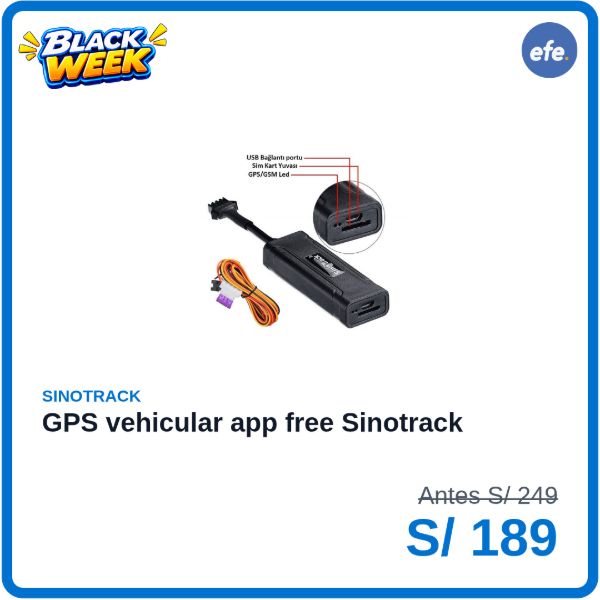 BLACK
WEEK
efe.
USB Bağlantı portu
Sim Kart Yuvası
GPS/GSM Led
SINOTRACK
GPS vehicular app free Sinotrack
Antes S/ 249
S/ 189